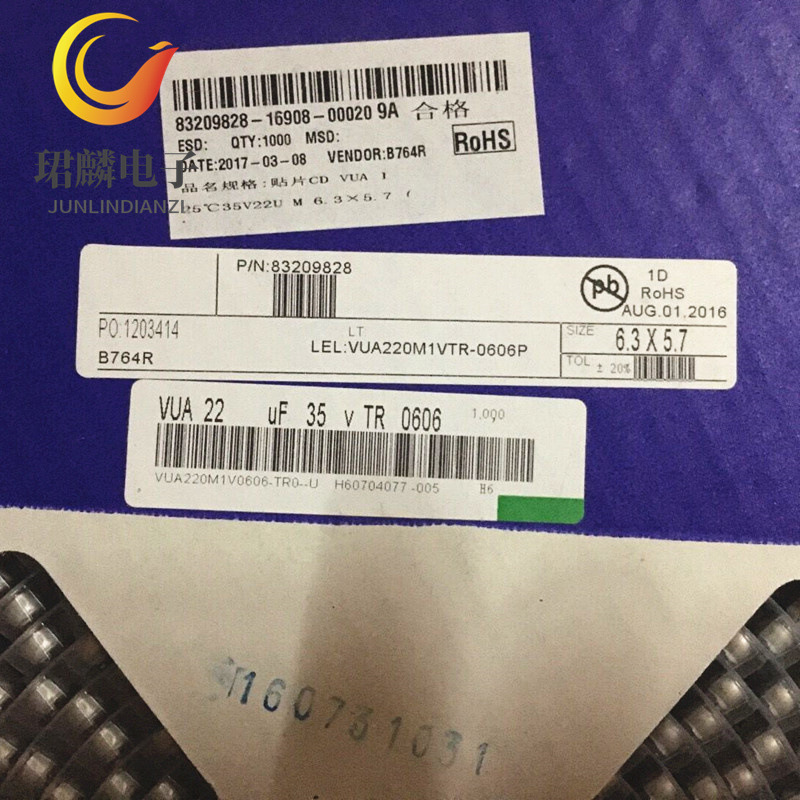 83209828-16908-00020 9A 合格
ESD: QTY:1000 MSD:
RoHS
DATE:2017-03-08 VENDOR:B764R
品名规格:贴片CD VUA 1
25℃35V22U M 6.3×5.7 (
珺麟电子
JUNLINDIANZI
P/N:83209828
pb
1D
RoHS
AUG.01.2016
PO:1203414
LT
SIZE 6.3 X 5.7
B764R
LEL:VUA220M1VTR-0606P
TOL ± 20%
VUA 22 uF 35 v TR 0606 1,000
VUA220M1V0606-TR0--U H60704077-005 H6
160731031